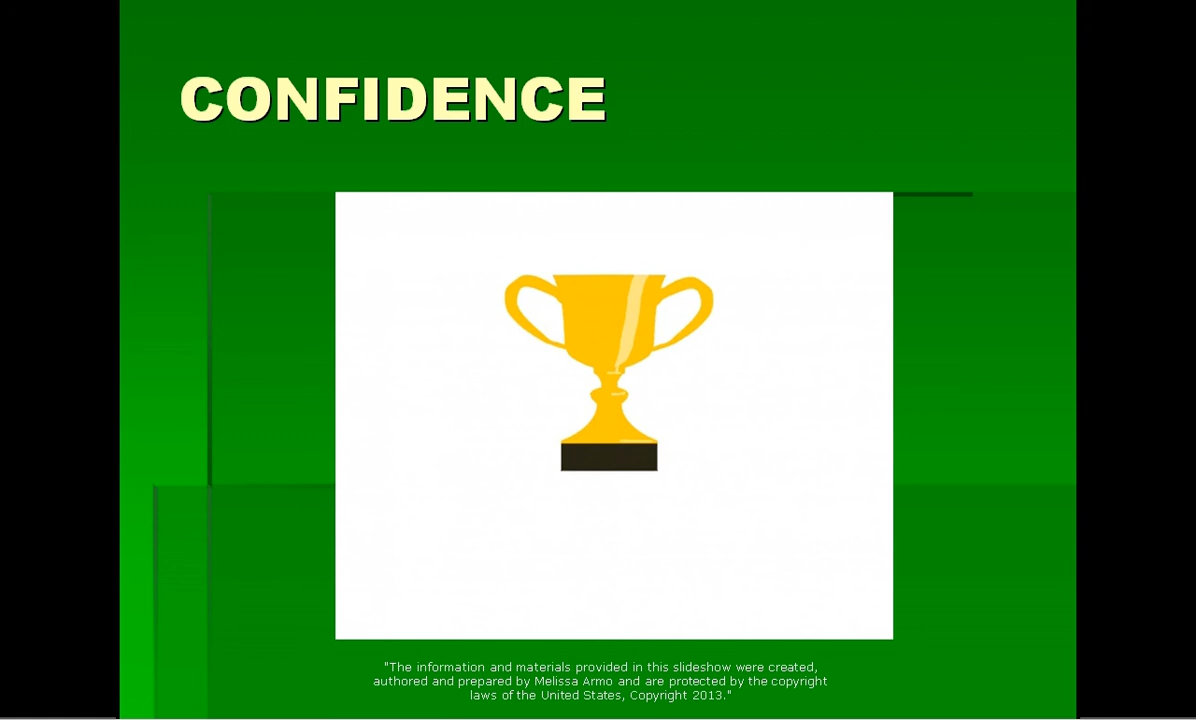 CONFIDENCE
"The information and materials provided in this slideshow were created,
authored and prepared by Melissa Armo and are protected by the copyright
laws of the United States, Copyright 2013."